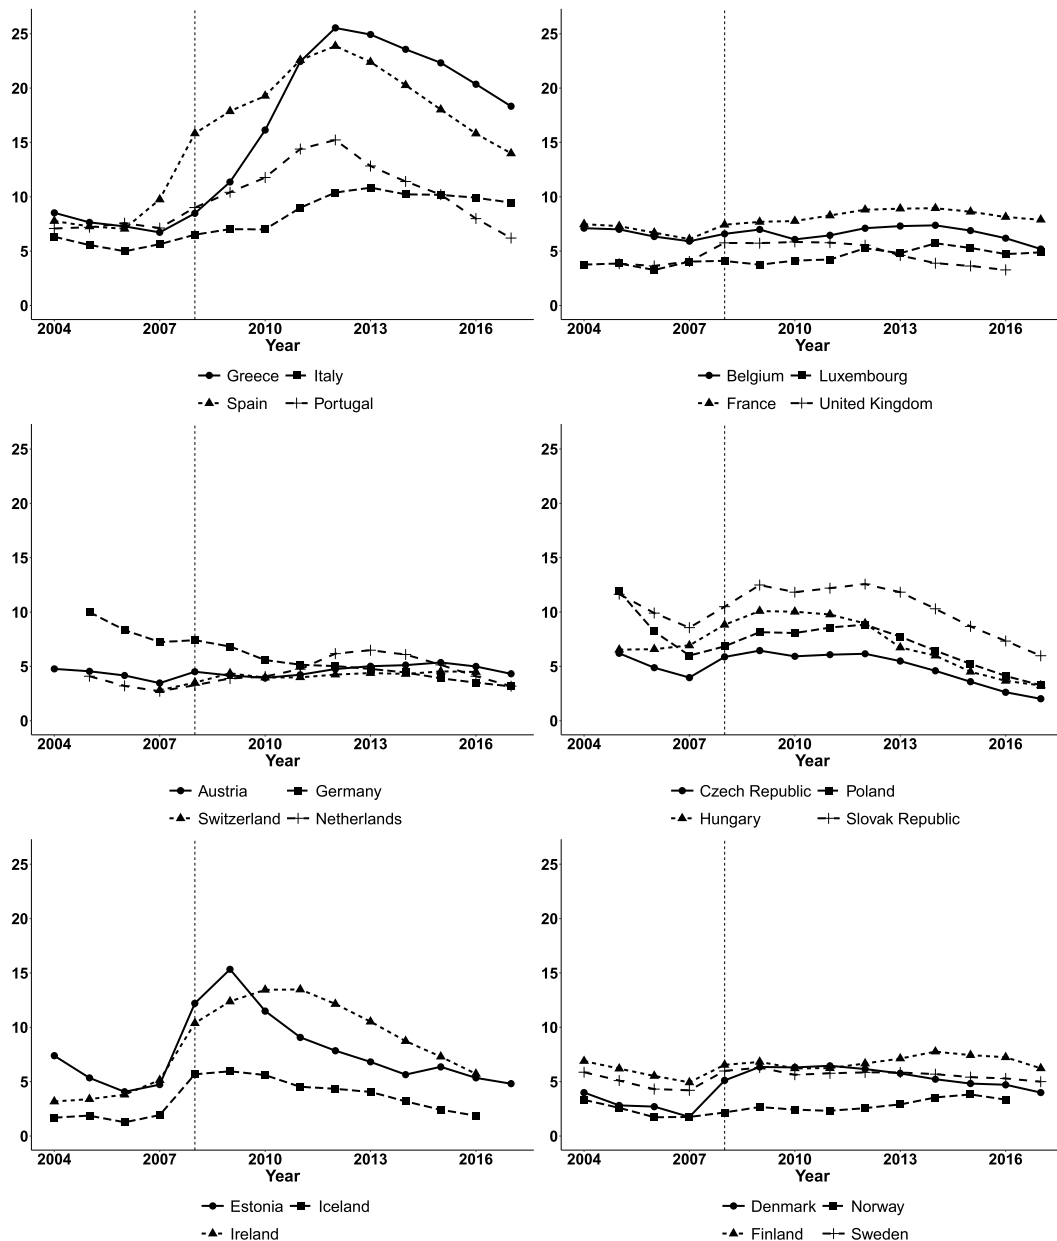 25
20
15
10
5
0
2004 2007 2010 2013 2016
Year
Greece Italy
Spain Portugal
25
20
15
10
5
0
2004 2007 2010 2013 2016
Year
Belgium Luxembourg
France United Kingdom
25
20
15
10
5
0
2004 2007 2010 2013 2016
Year
Austria Germany
Switzerland Netherlands
25
20
15
10
5
0
2004 2007 2010 2013 2016
Year
Czech Republic Poland
Hungary Slovak Republic
25
20
15
10
5
0
2004 2007 2010 2013 2016
Year
Estonia Iceland
Ireland
25
20
15
10
5
0
2004 2007 2010 2013 2016
Year
Denmark Norway
Finland Sweden